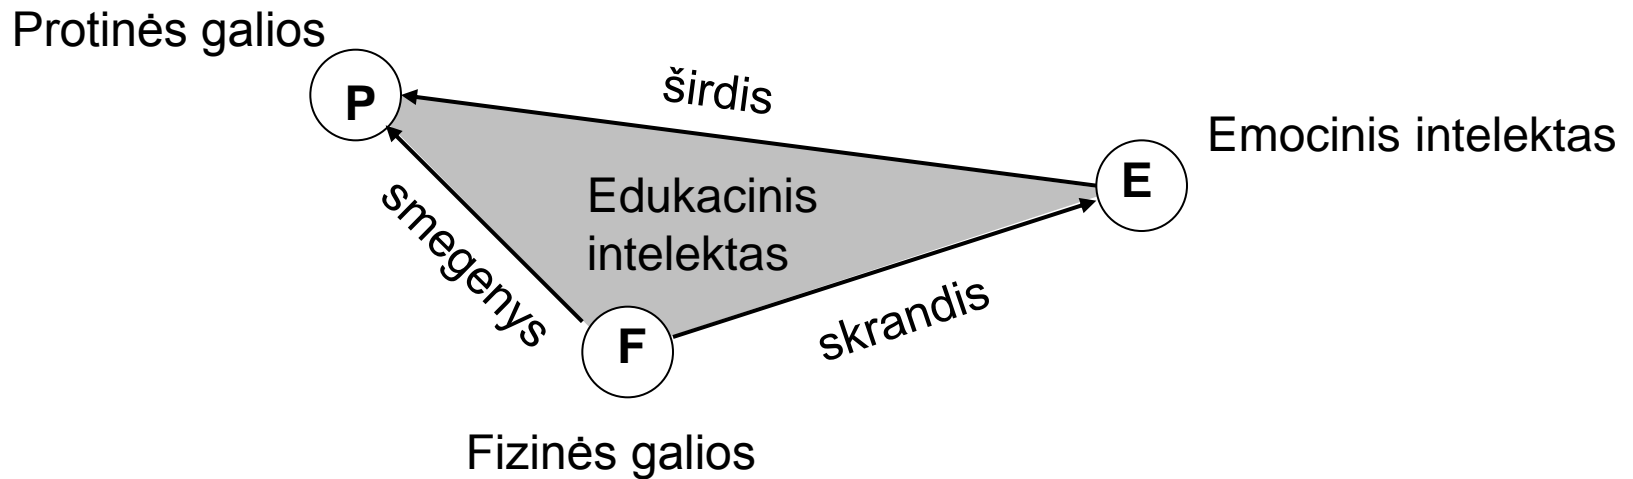 Protinės galios
P
širdis
Emocinis intelektas
E
Edukacinis
intelektas
smegenys
skrandis
F
Fizinės galios